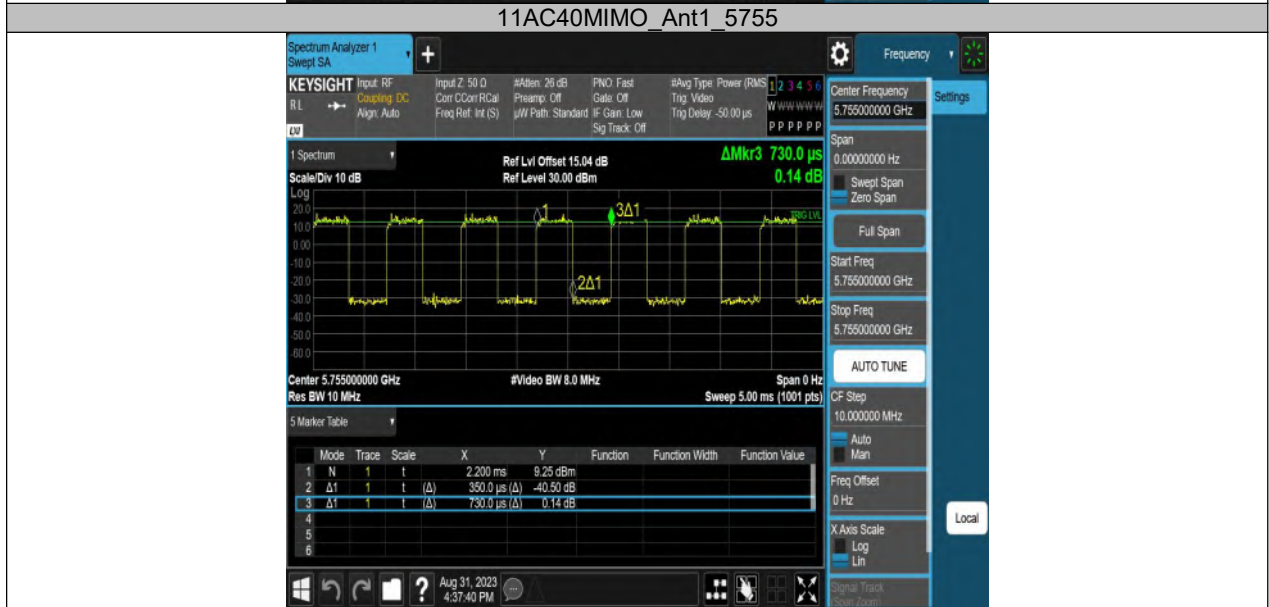 11AC40MIMO_Ant1_5755
Spectrum Analyzer 1
Swept SA
+
Frequency
KEYSIGHT
Input: RF
Input Z: 50 Ω
#Atten: 26 dB
PNO: Fast
#Avg Type: Power (RMS
1 2 3 4 5 6
RL
Coupling: DC
Corr CCorr RCal
Preamp: Off
Gate: Off
Trig: Video
W W W W W W
Align: Auto
Freq Ref: Int (S)
µW Path: Standard
IF Gain: Low
Trig Delay: -50.00 µs
Sig Track: Off
P P P P P P
LXI
1 Spectrum
Ref Lvl Offset 15.04 dB
ΔMkr3 730.0 µs
Scale/Div 10 dB
Ref Level 30.00 dBm
0.14 dB
Log
20.0
10.0
0.00
-10.0
-20.0
-30.0
-40.0
-50.0
-60.0
1
3Δ1
TRIG LVL
2Δ1
Center 5.755000000 GHz
#Video BW 8.0 MHz
Span 0 Hz
Res BW 10 MHz
Sweep 5.00 ms (1001 pts)
5 Marker Table
Mode Trace Scale X Y Function Function Width Function Value
1 N 1 t 2.200 ms 9.25 dBm
2 Δ1 1 t (Δ) 350.0 µs (Δ) -40.50 dB
3 Δ1 1 t (Δ) 730.0 µs (Δ) 0.14 dB
4
5
6
?
Aug 31, 2023
4:37:40 PM
Center Frequency
5.755000000 GHz
Settings
Span
0.00000000 Hz
Swept Span
Zero Span
Full Span
Start Freq
5.755000000 GHz
Stop Freq
5.755000000 GHz
AUTO TUNE
CF Step
10.000000 MHz
Auto
Man
Freq Offset
0 Hz
Local
X Axis Scale
Log
Lin
Signal Track
(Span Zoom)